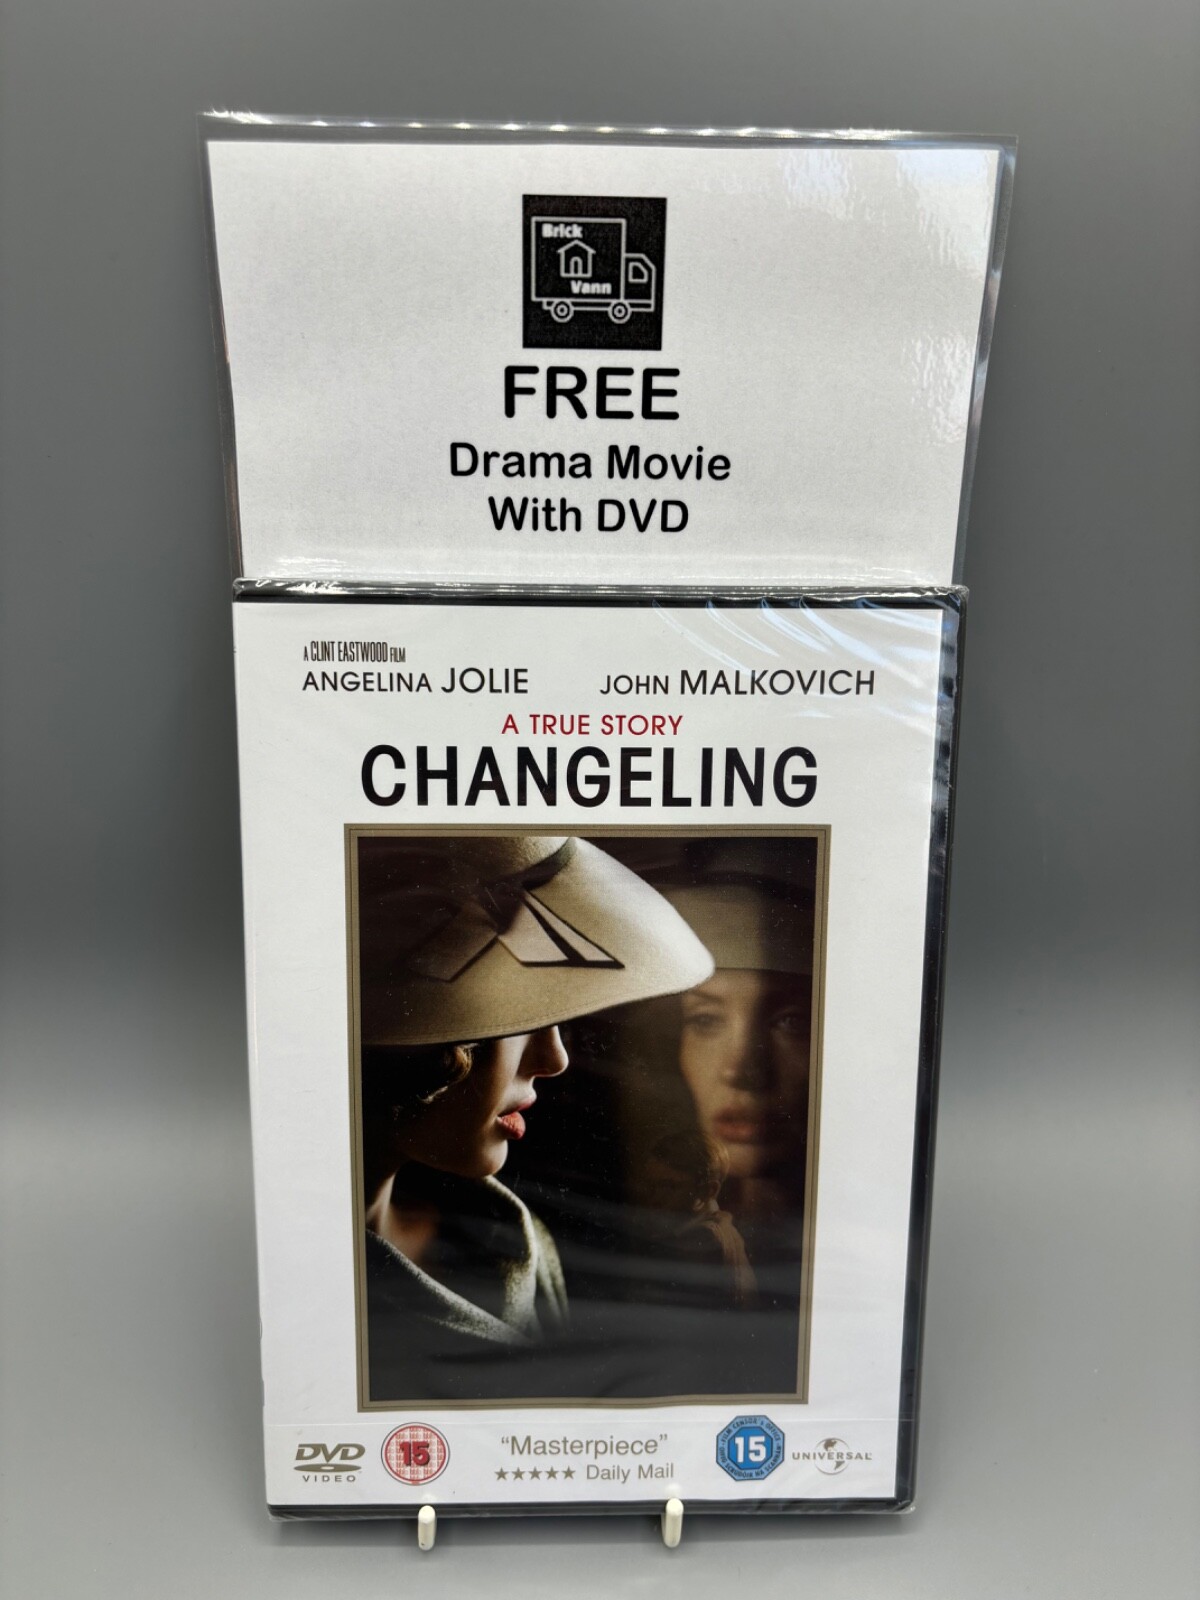 Brick
Vann
FREE
Drama Movie
With DVD
A CLINT EASTWOOD FILM
ANGELINA JOLIE JOHN MALKOVICH
A TRUE STORY
CHANGELING
DVD
VIDEO
15
"Masterpiece"
★★★★★ Daily Mail
15
UNIVERSAL